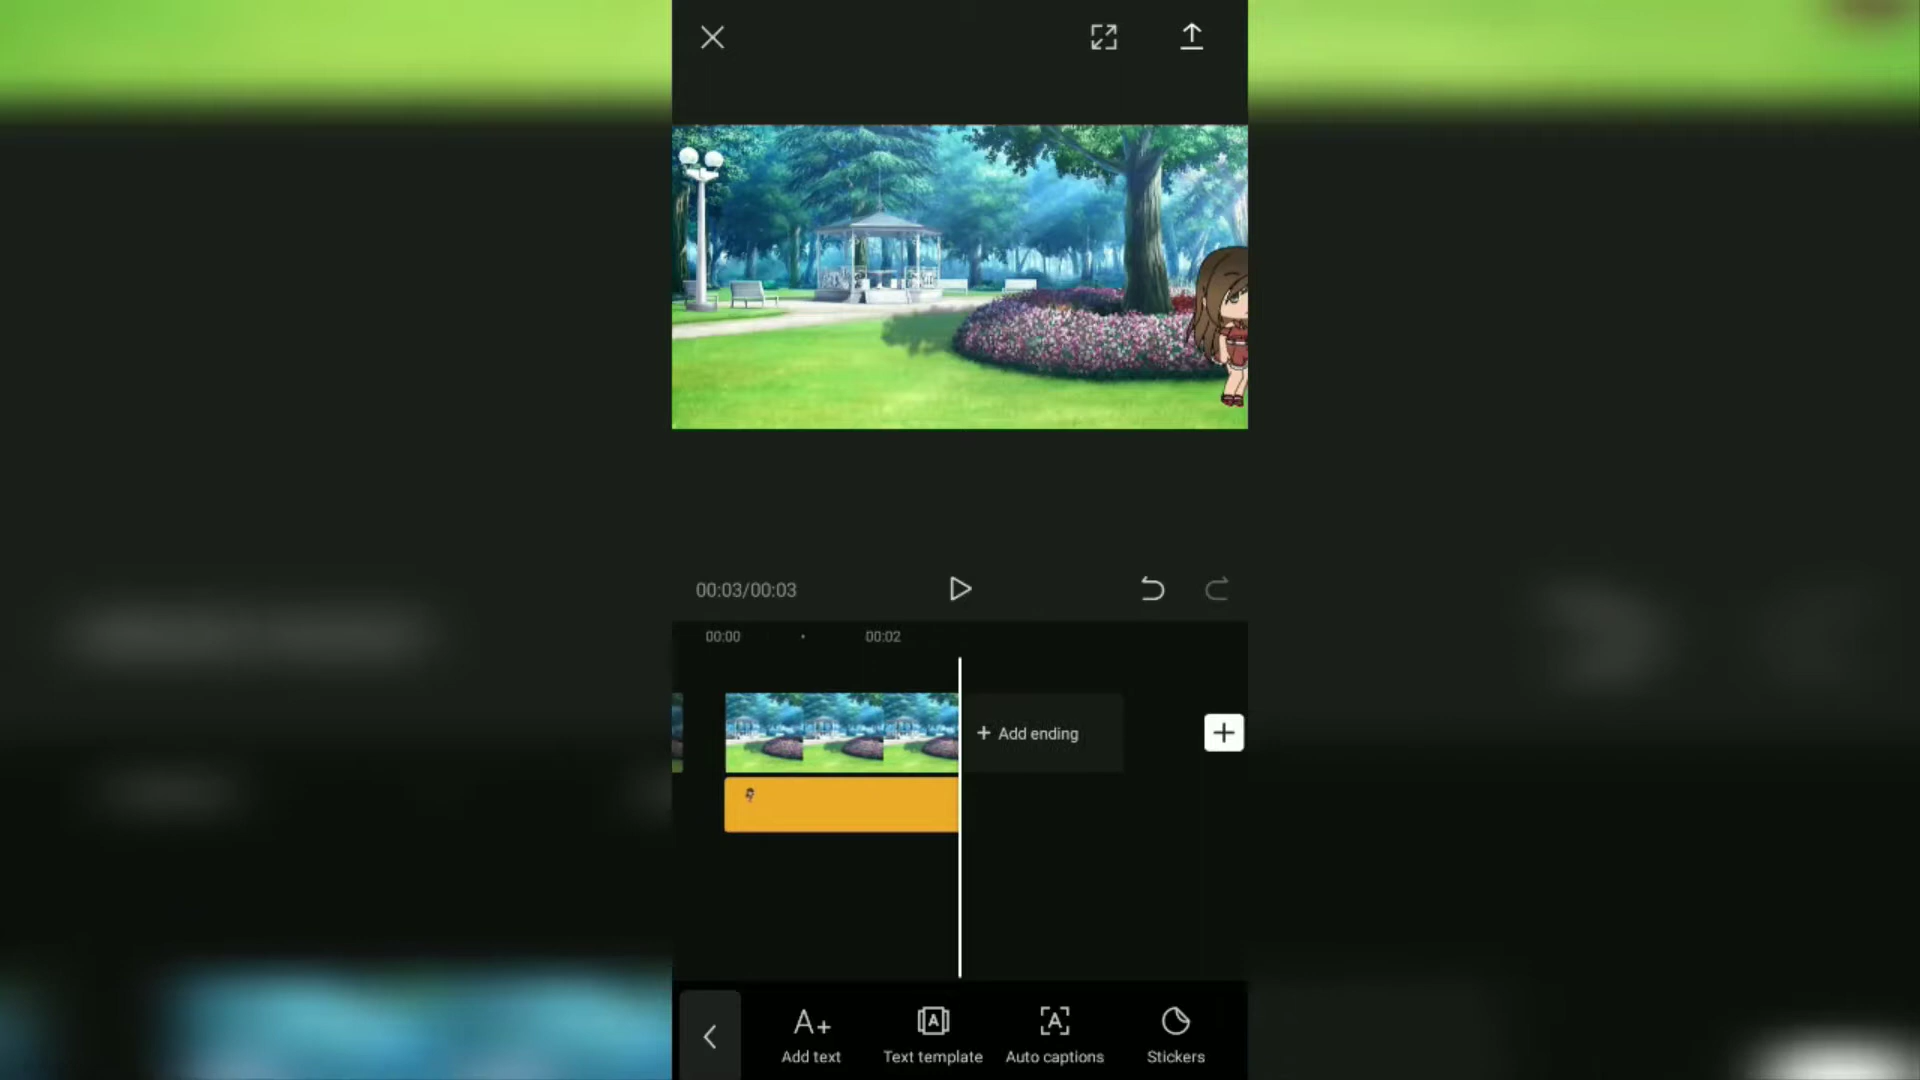 00:03/00:03
00:00
00:02
+ Add ending
A+
A
A
Add text
Text template
Auto captions
Stickers